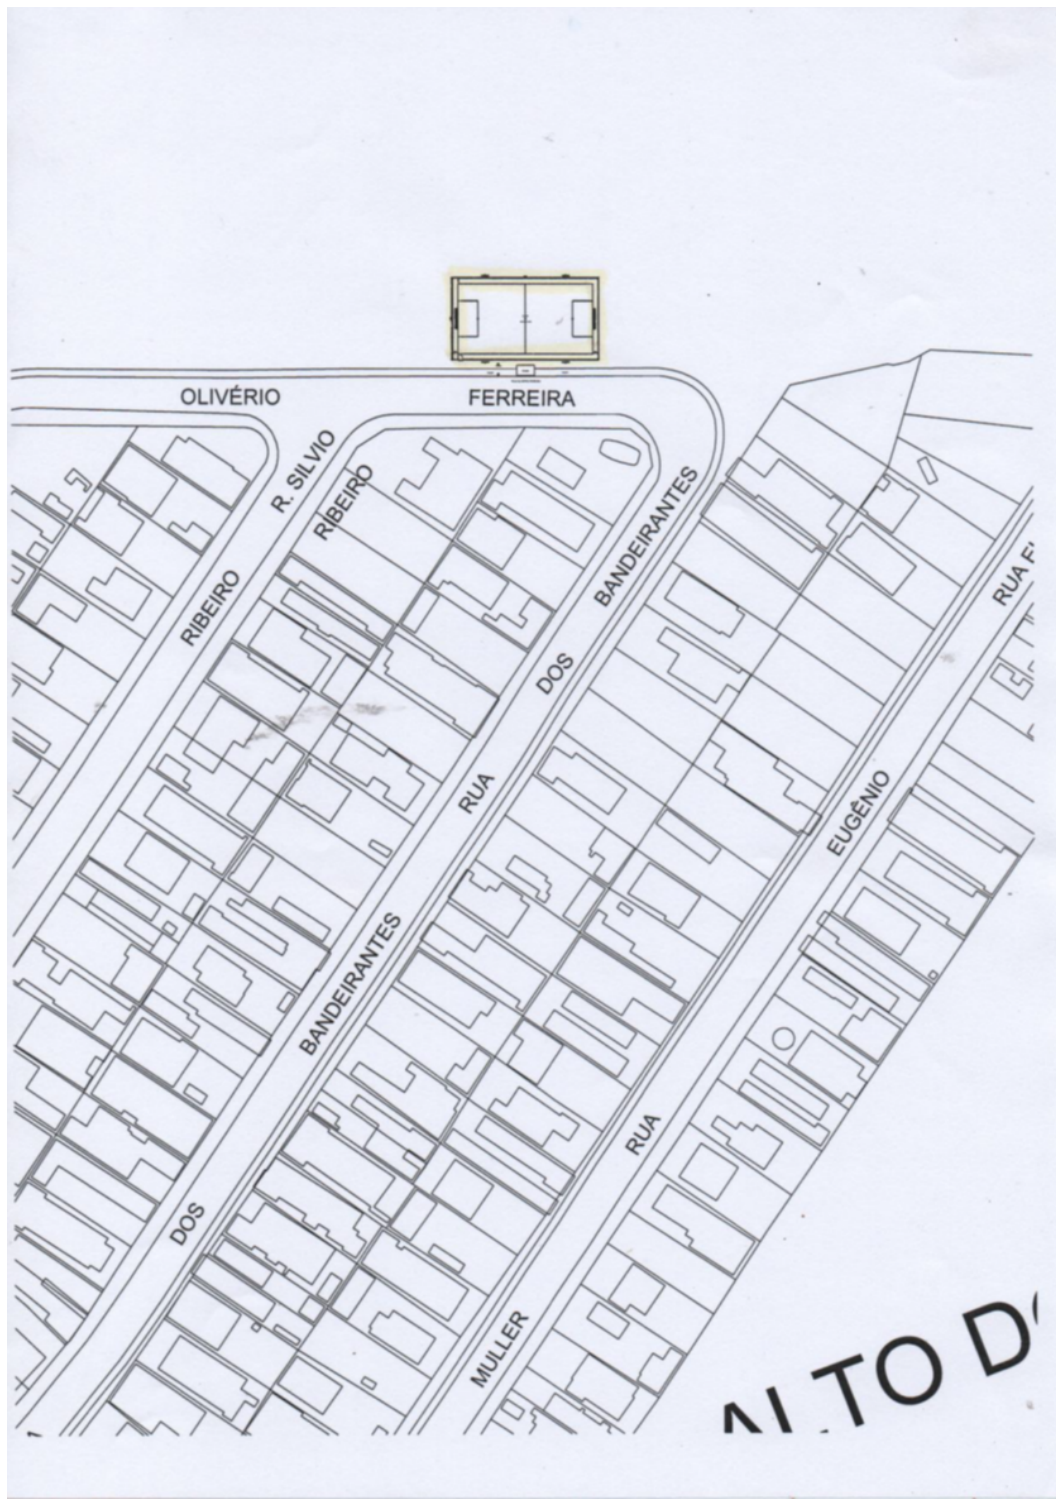 OLIVÉRIO FERREIRA
R. SILVIO
RIBEIRO
BANDEIRANTES
RIBEIRO
DOS
RUA
BANDEIRANTES
DOS
EUGÊNIO
RUA
MULLER
RUA
ALTO